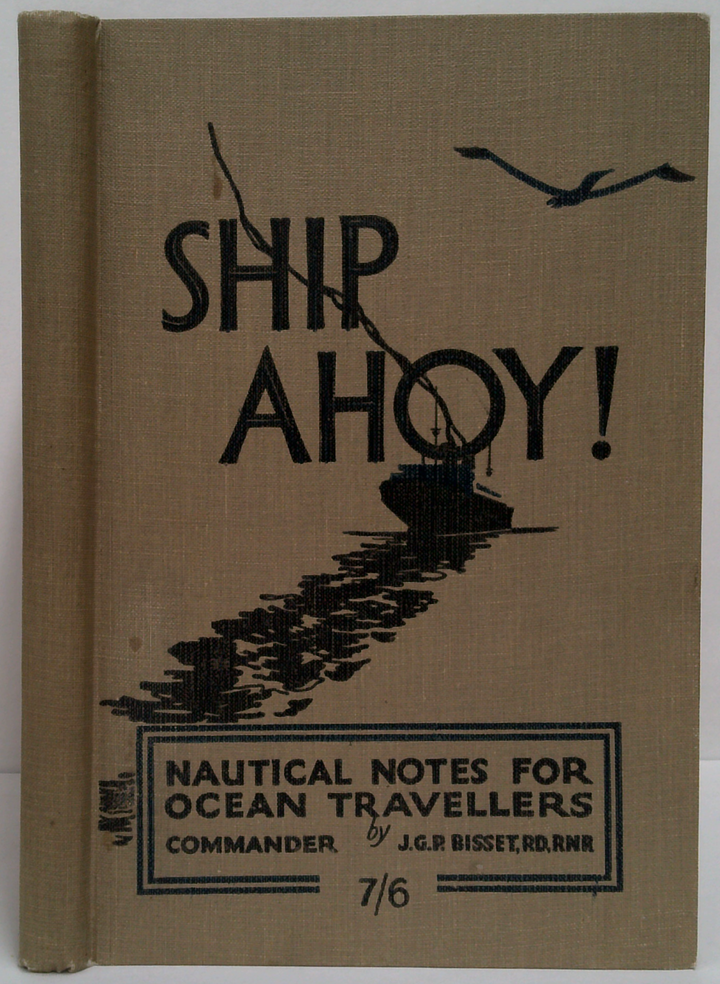 SHIP
AHOY!
NAUTICAL NOTES FOR
OCEAN TRAVELLERS
by
COMMANDER J.G.P. BISSET, RD, RNR
7/6